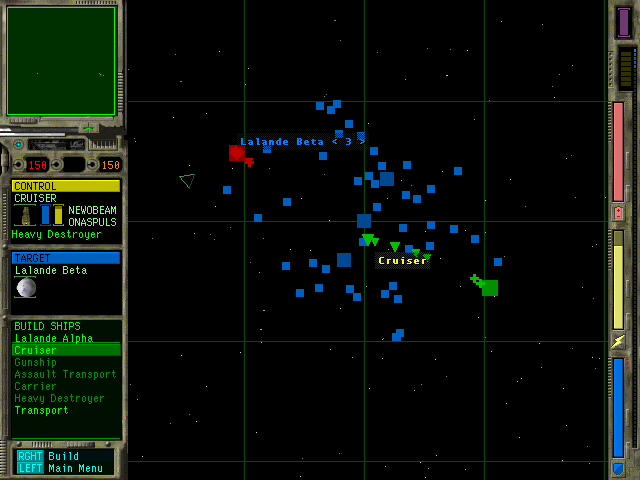 150 150
CONTROL
CRUISER
NEWOBEAM
ONASPULS
Heavy Destroyer
TARGET
Lalande Beta
BUILD SHIPS
Lalande Alpha
Cruiser
Gunship
Assault Transport
Carrier
Heavy Destroyer
Transport
RGHT Build
LEFT Main Menu
Lalande Beta < 3 >
Cruiser